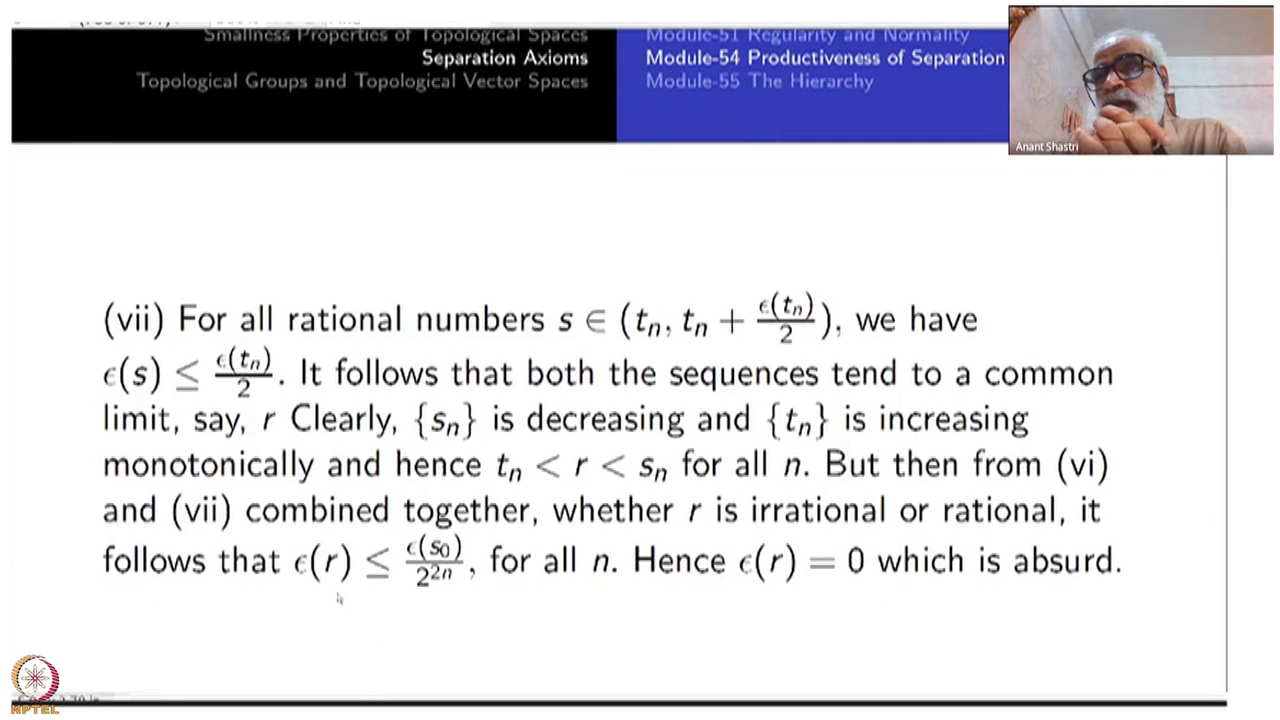 Smallness Properties of Topological Spaces
Separation Axioms
Topological Groups and Topological Vector Spaces
Module-51 Regularity and Normality
Module-54 Productiveness of Separation
Module-55 The Hierarchy
Anant Shastri
(vii) For all rational numbers s ∈ (tₙ, tₙ + ϵ(tₙ)/2), we have
ϵ(s) ≤ ϵ(tₙ)/2. It follows that both the sequences tend to a common
limit, say, r Clearly, {sₙ} is decreasing and {tₙ} is increasing
monotonically and hence tₙ < r < sₙ for all n. But then from (vi)
and (vii) combined together, whether r is irrational or rational, it
follows that ϵ(r) ≤ ϵ(s₀)/2²ⁿ, for all n. Hence ϵ(r) = 0 which is absurd.
NPTEL